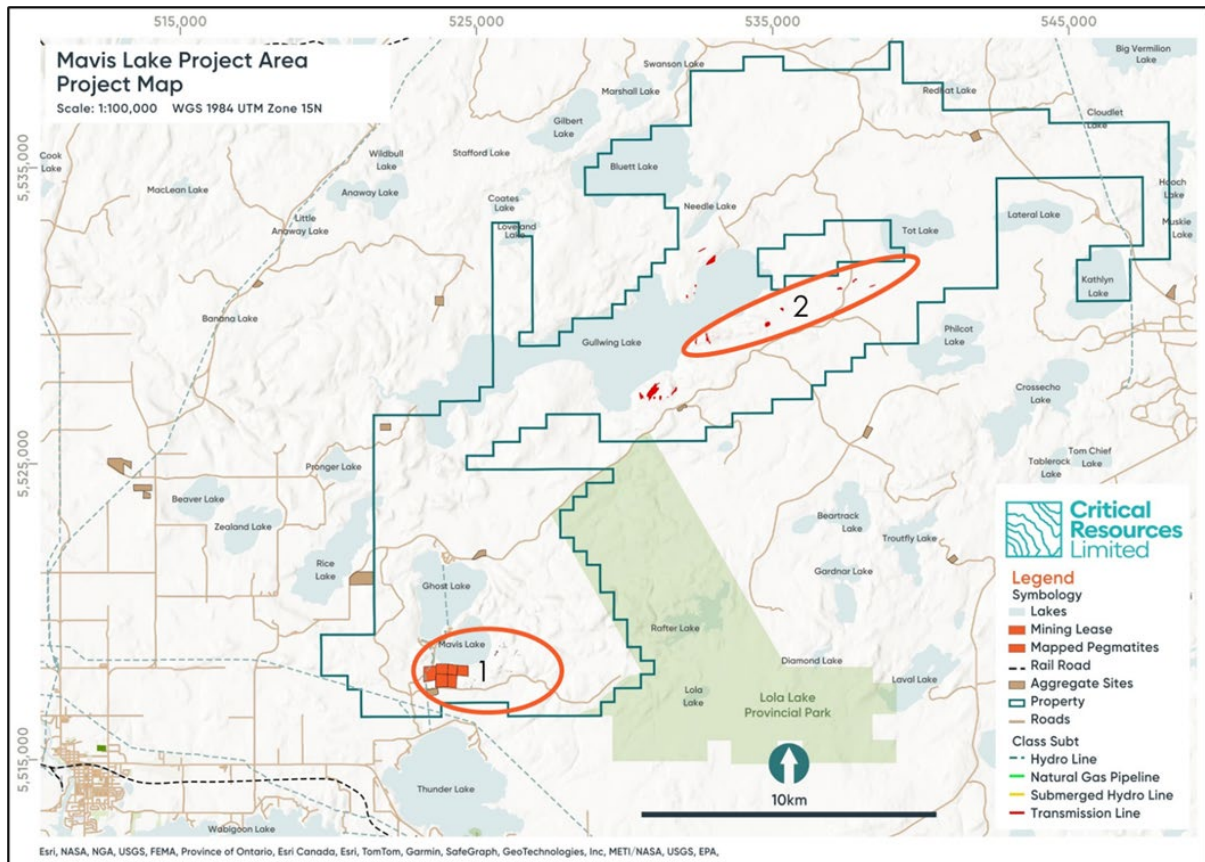 515,000
525,000
535,000
545,000
Mavis Lake Project Area
Project Map
Scale: 1:100,000 WGS 1984 UTM Zone 15N
Big Vermilion
Lake
Swanson Lake
Marshall Lake
Redhat Lake
Cloudlet
Lake
Gilbert
Lake
5,535,000
Cook
Lake
Wildbull
Lake
Stafford Lake
Bluett Lake
MacLean Lake
Anaway Lake
Hooch
Lake
Coates
Lake
Needle Lake
Lateral Lake
Little
Anaway Lake
Loveland
Lake
Tot Lake
Muskie
Lake
Kathlyn
Lake
2
Banana Lake
Gullwing Lake
Philcot
Lake
Crossecho
Lake
5,525,000
Pronger Lake
Tom Chief
Lake
Tablerock
Lake
Beaver Lake
Zealand Lake
Beartrack
Lake
Troutfly Lake
Rice
Lake
Gardnar Lake
Ghost Lake
Rafter Lake
Mavis Lake
1
Diamond Lake
Laval Lake
Lola
Lake
Lola Lake
Provincial Park
5,515,000
Thunder Lake
10km
Wabigoon Lake
Critical
Resources
Limited
Legend
Symbology
Lakes
Mining Lease
Mapped Pegmatites
Rail Road
Aggregate Sites
Property
Roads
Class Subt
Hydro Line
Natural Gas Pipeline
Submerged Hydro Line
Transmission Line
Esri, NASA, NGA, USGS, FEMA, Province of Ontario, Esri Canada, Esri, TomTom, Garmin, SafeGraph, GeoTechnologies, Inc, METI/NASA, USGS, EPA,